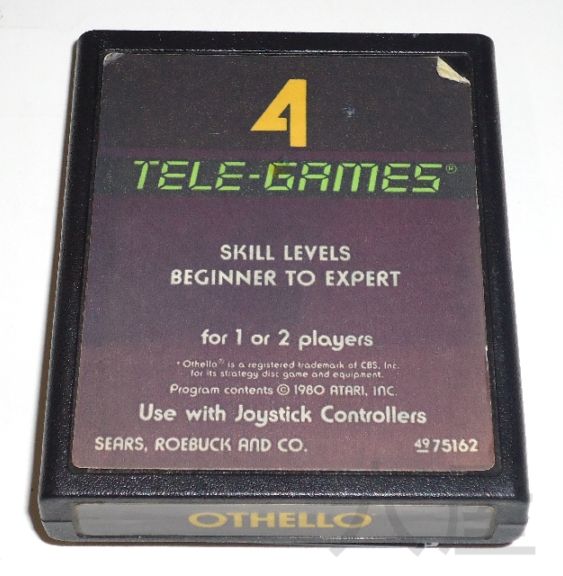 4
TELE-GAMES®
SKILL LEVELS
BEGINNER TO EXPERT
for 1 or 2 players
• Othello® is a registered trademark of CBS, Inc.
for its strategy disc game and equipment.
Program contents © 1980 ATARI, INC.
Use with Joystick Controllers
SEARS, ROEBUCK AND CO. 49 75162
OTHELLO